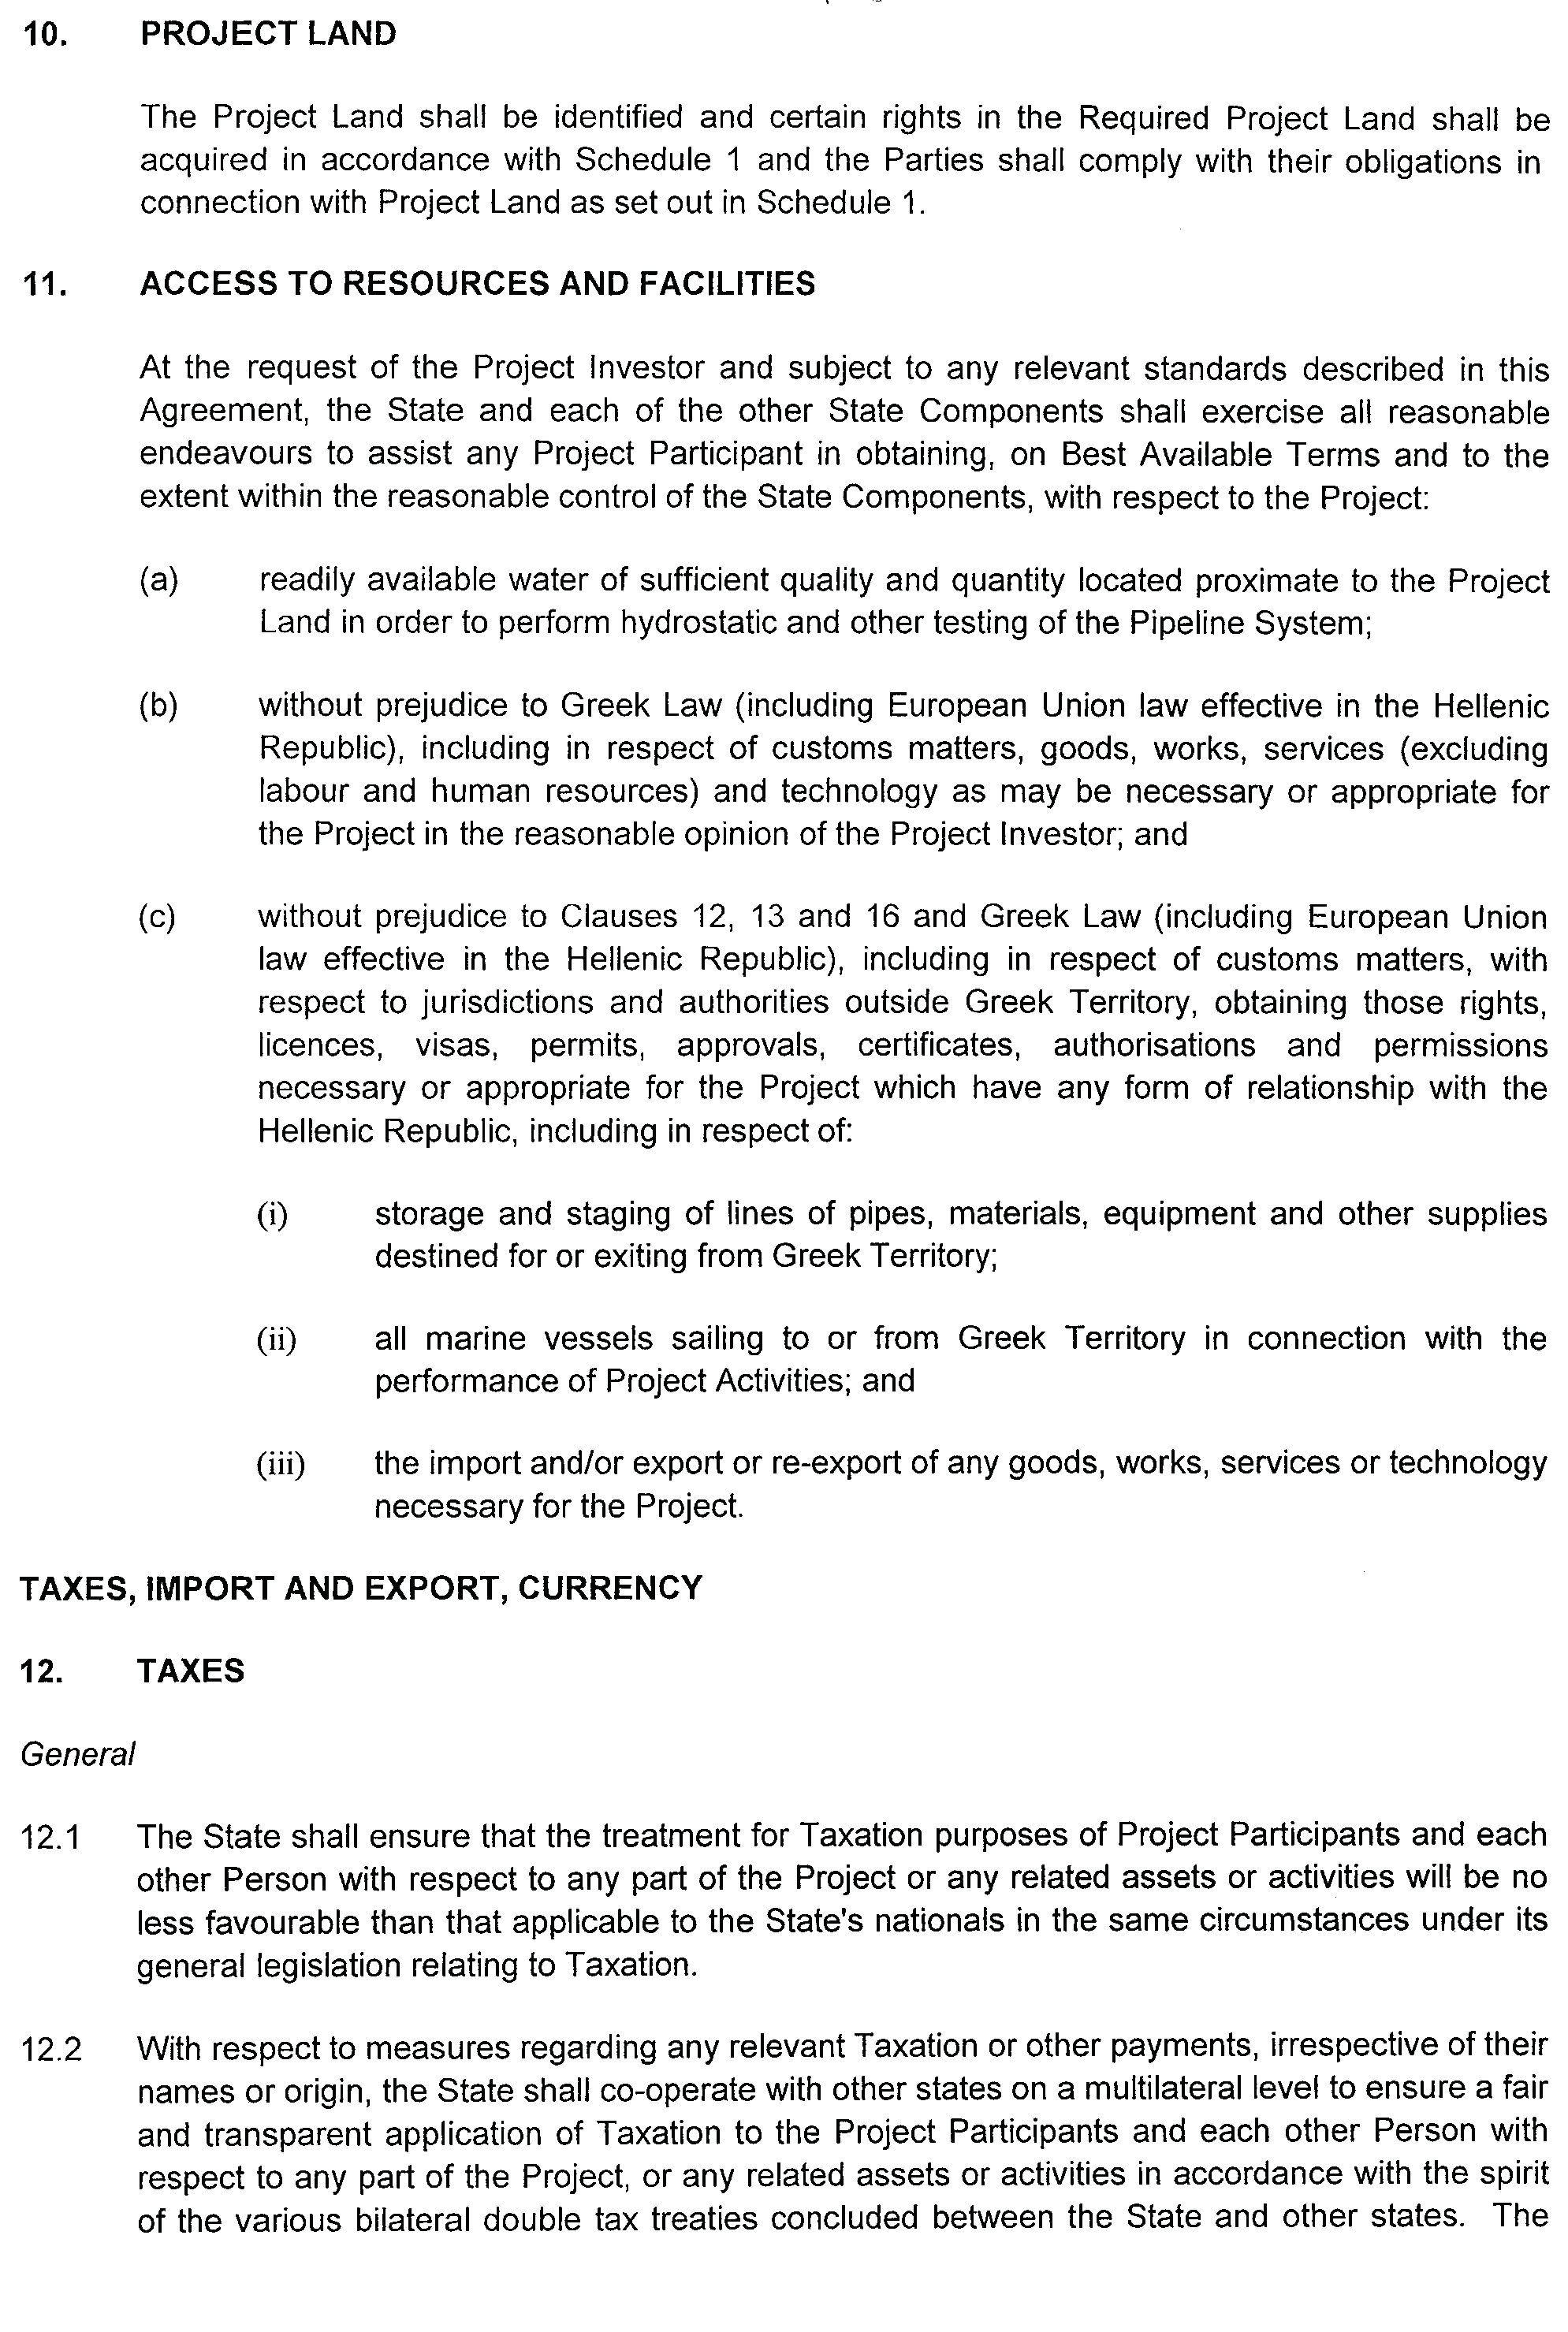 10. PROJECT LAND
The Project Land shall be identified and certain rights in the Required Project Land shall be
acquired in accordance with Schedule 1 and the Parties shall comply with their obligations in
connection with Project Land as set out in Schedule 1.
11. ACCESS TO RESOURCES AND FACILITIES
At the request of the Project Investor and subject to any relevant standards described in this
Agreement, the State and each of the other State Components shall exercise all reasonable
endeavours to assist any Project Participant in obtaining, on Best Available Terms and to the
extent within the reasonable control of the State Components, with respect to the Project:
(a) readily available water of sufficient quality and quantity located proximate to the Project
Land in order to perform hydrostatic and other testing of the Pipeline System;
(b) without prejudice to Greek Law (including European Union law effective in the Hellenic
Republic), including in respect of customs matters, goods, works, services (excluding
labour and human resources) and technology as may be necessary or appropriate for
the Project in the reasonable opinion of the Project Investor; and
(c) without prejudice to Clauses 12, 13 and 16 and Greek Law (including European Union
law effective in the Hellenic Republic), including in respect of customs matters, with
respect to jurisdictions and authorities outside Greek Territory, obtaining those rights,
licences, visas, permits, approvals, certificates, authorisations and permissions
necessary or appropriate for the Project which have any form of relationship with the
Hellenic Republic, including in respect of:
(i) storage and staging of lines of pipes, materials, equipment and other supplies
destined for or exiting from Greek Territory;
(ii) all marine vessels sailing to or from Greek Territory in connection with the
performance of Project Activities; and
(iii) the import and/or export or re-export of any goods, works, services or technology
necessary for the Project.
TAXES, IMPORT AND EXPORT, CURRENCY
12. TAXES
General
12.1 The State shall ensure that the treatment for Taxation purposes of Project Participants and each
other Person with respect to any part of the Project or any related assets or activities will be no
less favourable than that applicable to the State's nationals in the same circumstances under its
general legislation relating to Taxation.
12.2 With respect to measures regarding any relevant Taxation or other payments, irrespective of their
names or origin, the State shall co-operate with other states on a multilateral level to ensure a fair
and transparent application of Taxation to the Project Participants and each other Person with
respect to any part of the Project, or any related assets or activities in accordance with the spirit
of the various bilateral double tax treaties concluded between the State and other states. The